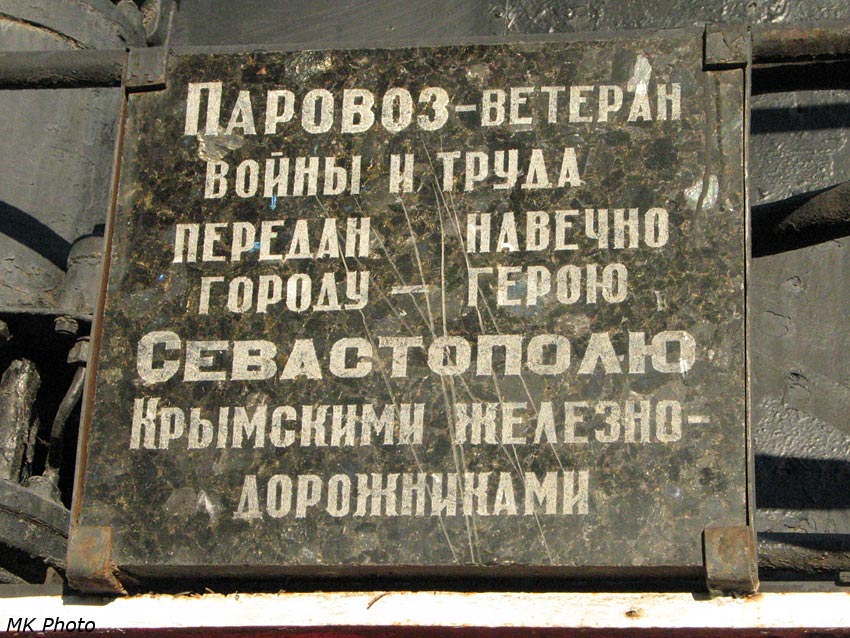 Паровоз-ветеран
войны и труда
передан навечно
городу — герою
Севастополю
Крымскими железно-
дорожниками
MK Photo